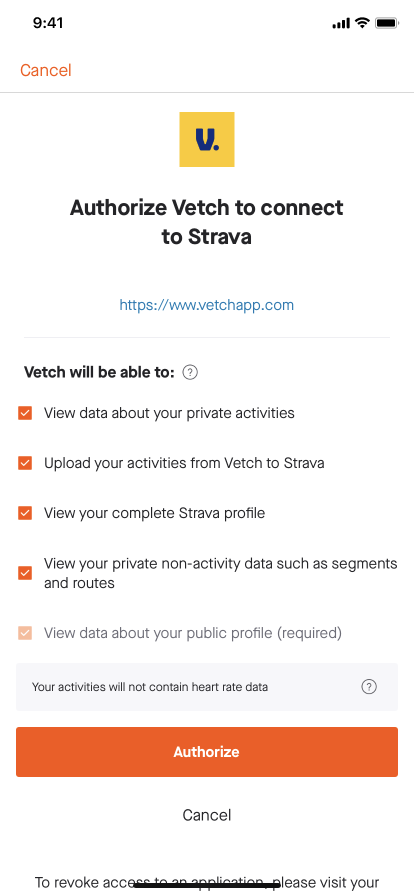 9:41
Cancel
V.
Authorize Vetch to connect
to Strava
https://www.vetchapp.com
Vetch will be able to: ?
View data about your private activities
Upload your activities from Vetch to Strava
View your complete Strava profile
View your private non-activity data such as segments
and routes
View data about your public profile (required)
Your activities will not contain heart rate data ?
Authorize
Cancel
To revoke access to an application, please visit your